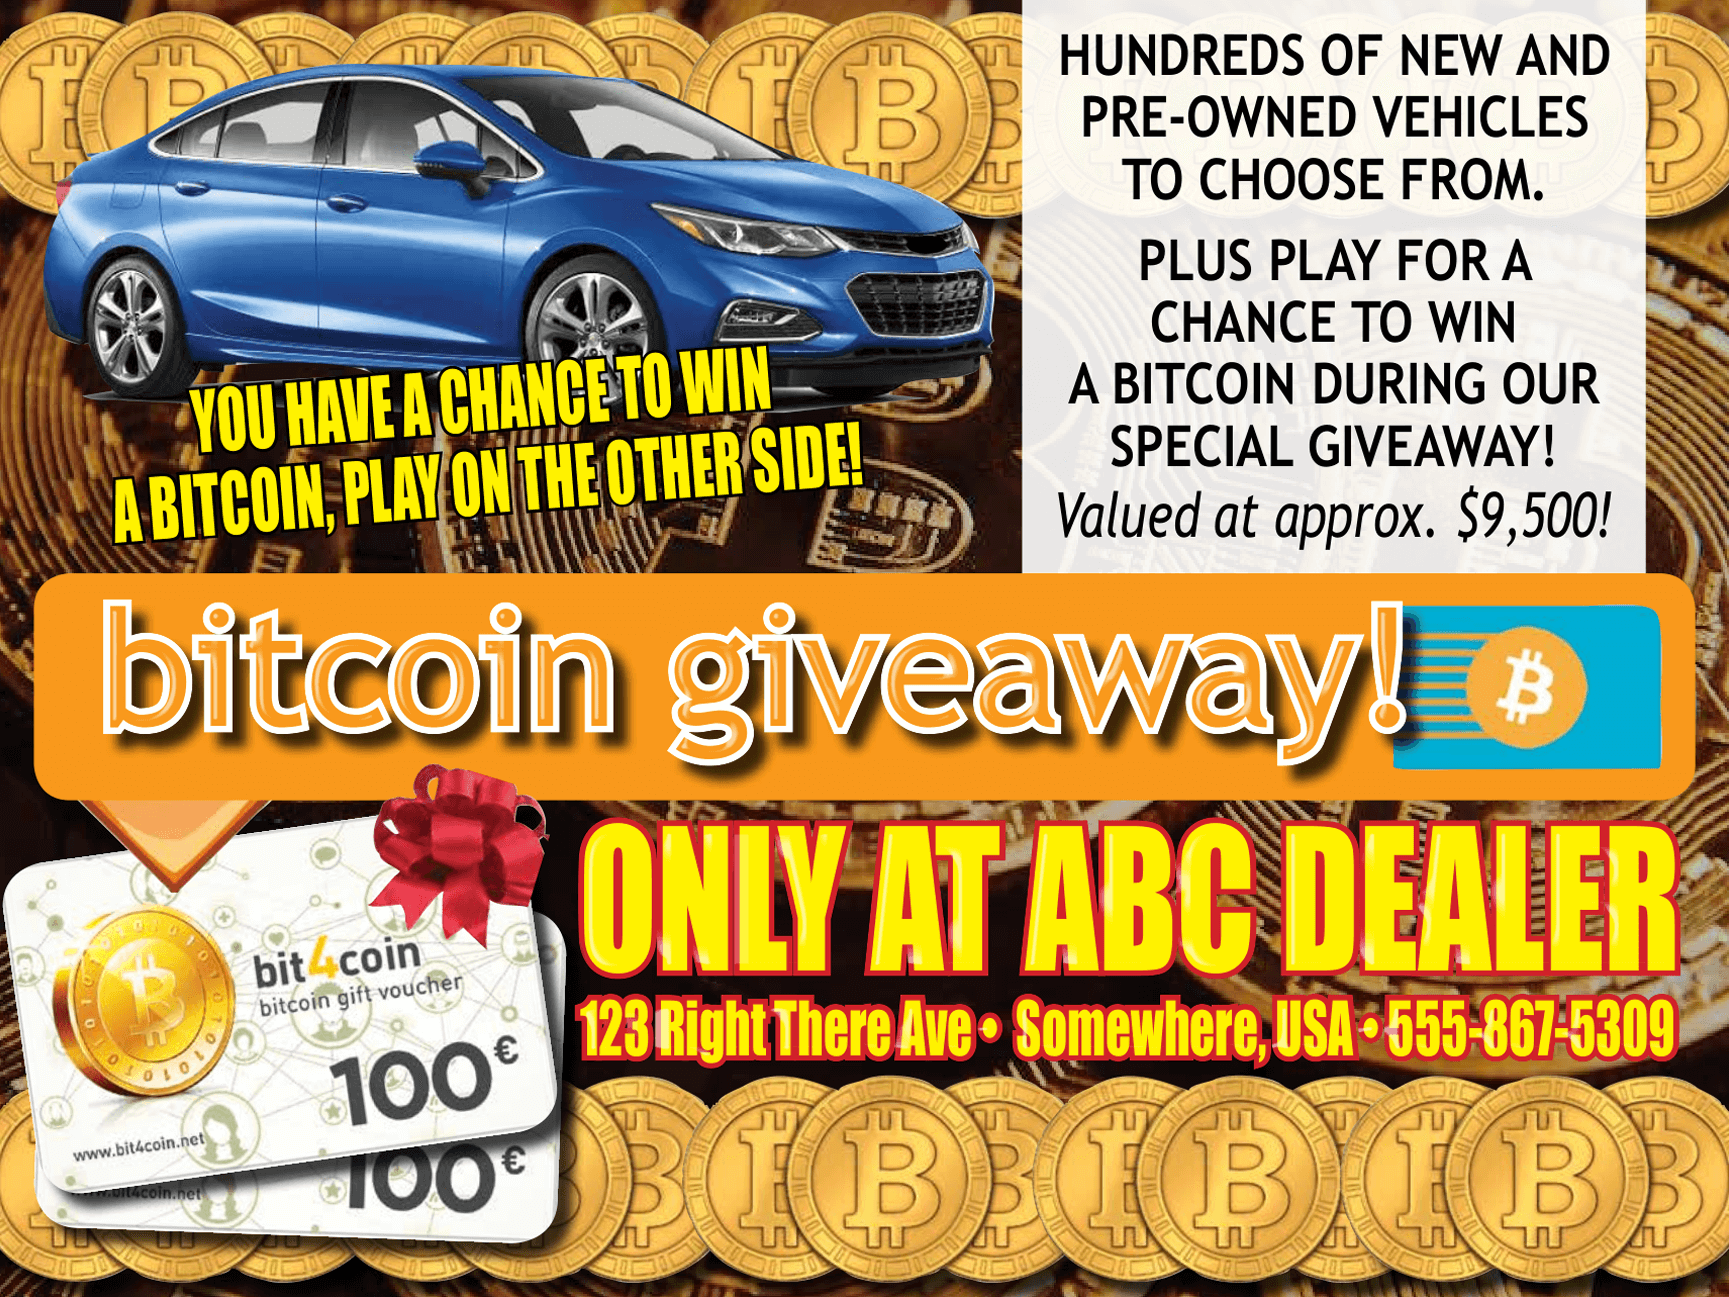 HUNDREDS OF NEW AND
PRE-OWNED VEHICLES
TO CHOOSE FROM.
PLUS PLAY FOR A
CHANCE TO WIN
A BITCOIN DURING OUR
SPECIAL GIVEAWAY!
Valued at approx. $9,500!
YOU HAVE A CHANCE TO WIN
A BITCOIN, PLAY ON THE OTHER SIDE!
bitcoin giveaway!
ONLY AT ABC DEALER
123 Right There Ave • Somewhere, USA • 555-867-5309
bit4coin
bitcoin gift voucher
100€
www.bit4coin.net
100€
www.bit4coin.net